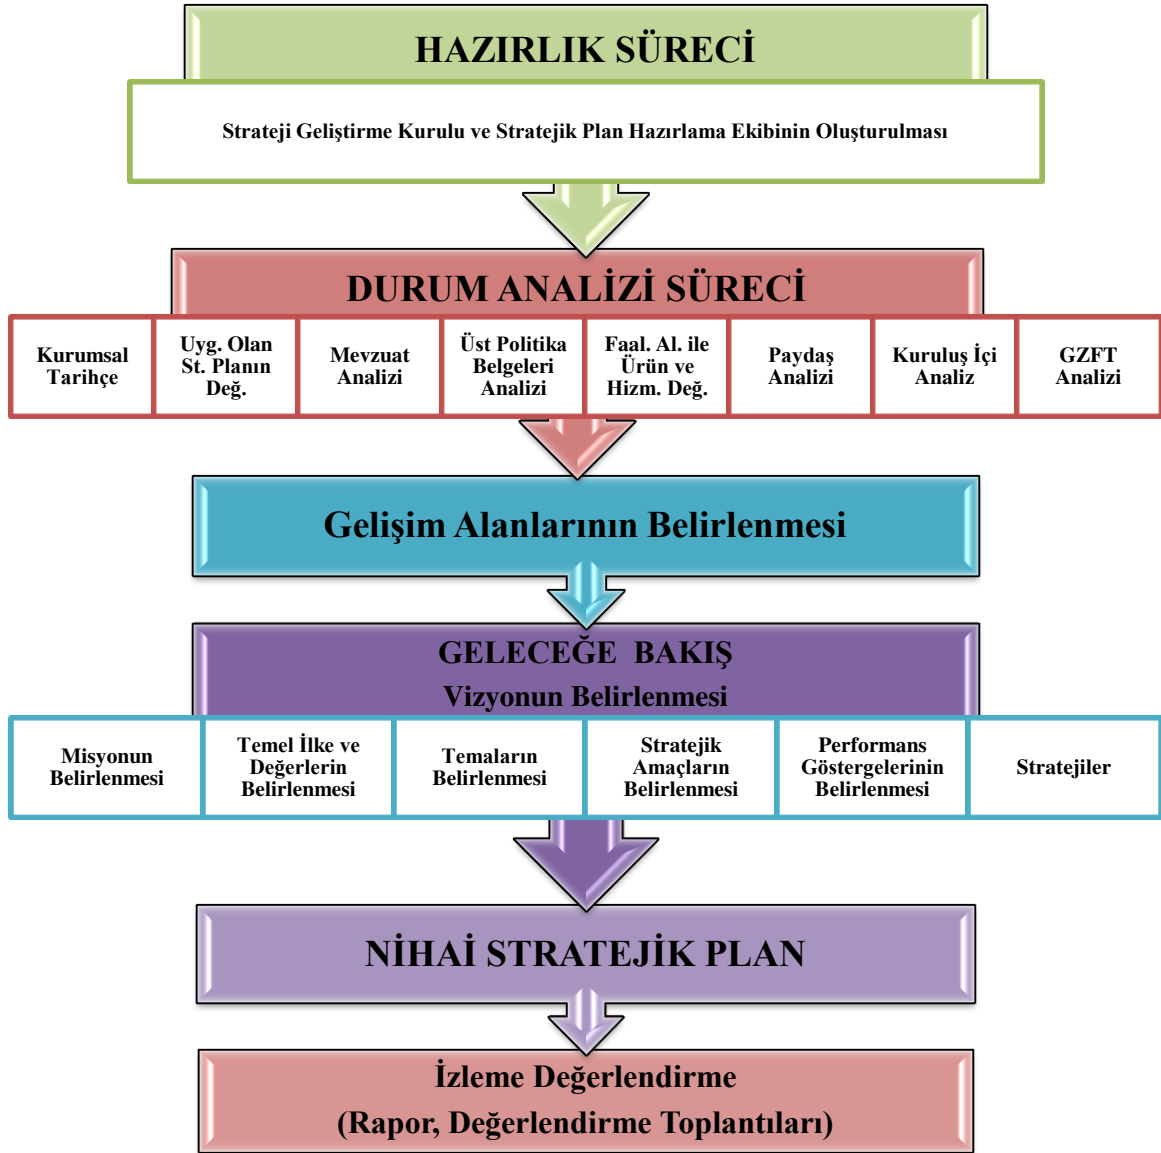 HAZIRLIK SÜRECİ
Strateji Geliştirme Kurulu ve Stratejik Plan Hazırlama Ekibinin Oluşturulması
DURUM ANALİZİ SÜRECİ
Kurumsal
Tarihçe
Uyg. Olan
St. Planın
Değ.
Mevzuat
Analizi
Üst Politika
Belgeleri
Analizi
Faal. Al. ile
Ürün ve
Hizm. Değ.
Paydaş
Analizi
Kuruluş İçi
Analiz
GZFT
Analizi
Gelişim Alanlarının Belirlenmesi
GELECEĞE BAKIŞ
Vizyonun Belirlenmesi
Misyonun
Belirlenmesi
Temel İlke ve
Değerlerin
Belirlenmesi
Temaların
Belirlenmesi
Stratejik
Amaçların
Belirlenmesi
Performans
Göstergelerinin
Belirlenmesi
Stratejiler
NİHAİ STRATEJİK PLAN
İzleme Değerlendirme
(Rapor, Değerlendirme Toplantıları)